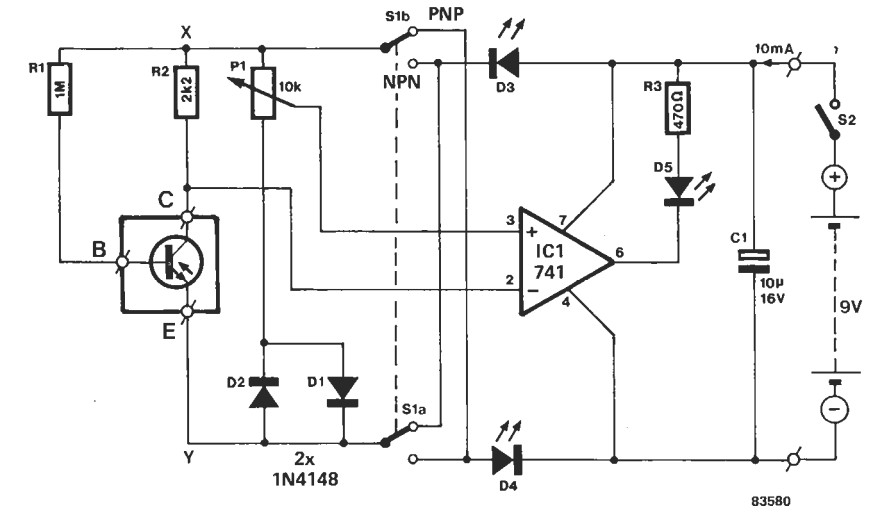 S1b PNP
X
R1
1M
R2
2k2
P1
10k
NPN
D3
10mA
R3
470Ω
S2
D5
C
B
E
3
+
7
IC1
741
6
2
−
4
C1
10µ
16V
+
9V
−
D2
D1
S1a
Y
2x
1N4148
D4
83580